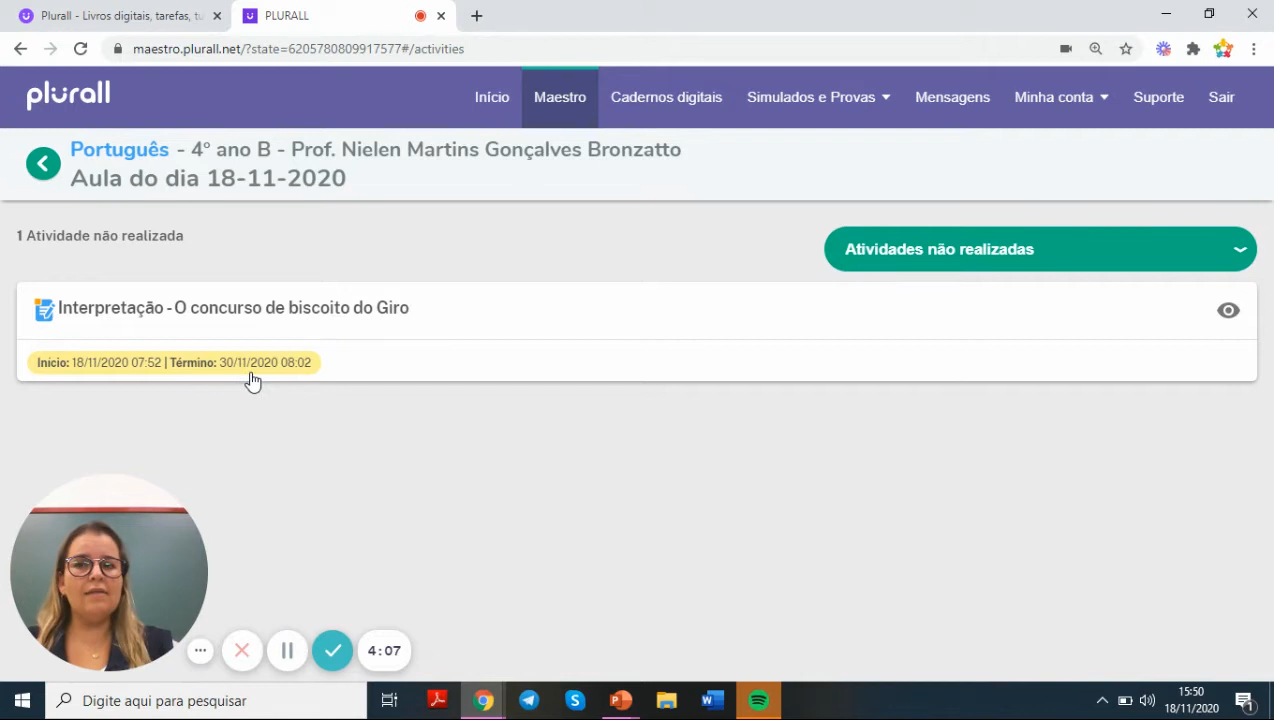 Plurall - Livros digitais, tarefas, tu
PLURALL
maestro.plurall.net/?state=6205780809917577#/activities
plurall
Início
Maestro
Cadernos digitais
Simulados e Provas
Mensagens
Minha conta
Suporte
Sair
Português - 4º ano B - Prof. Nielen Martins Gonçalves Bronzatto
Aula do dia 18-11-2020
1 Atividade não realizada
Atividades não realizadas
Interpretação - O concurso de biscoito do Giro
Início: 18/11/2020 07:52 | Término: 30/11/2020 08:02
4:07
Digite aqui para pesquisar
15:50
18/11/2020
1